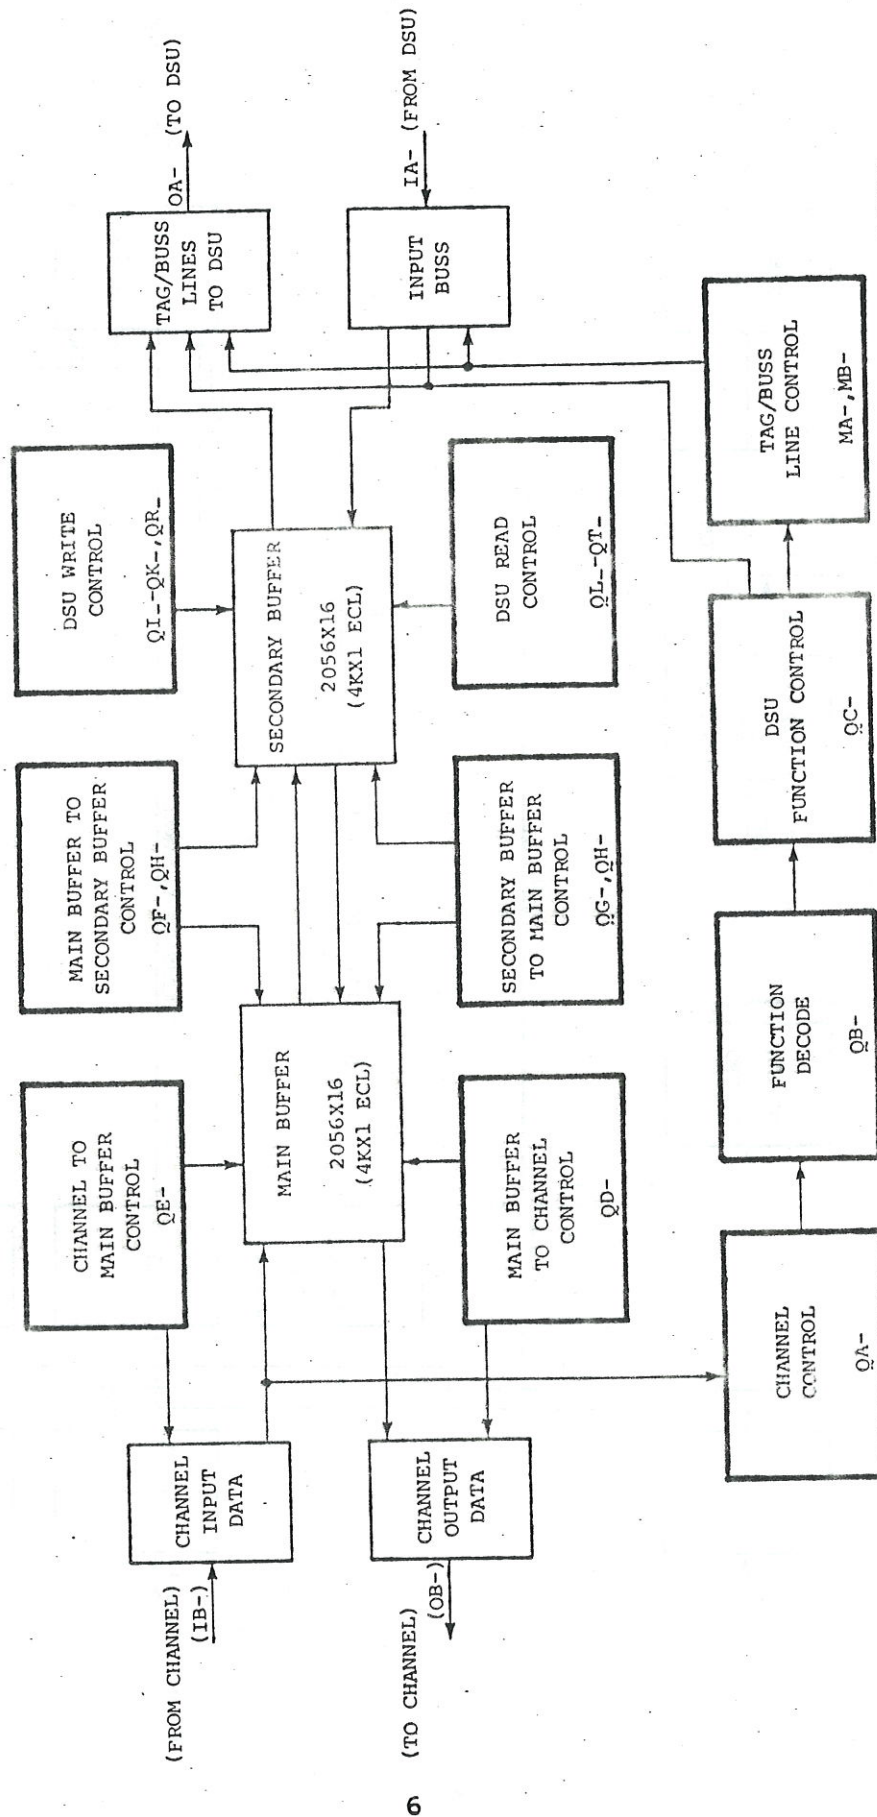 (FROM CHANNEL)
(IB-)
CHANNEL
INPUT
DATA
(TO CHANNEL)
(OB-)
CHANNEL
OUTPUT
DATA
CHANNEL TO
MAIN BUFFER
CONTROL
QE-
MAIN BUFFER
2056X16
(4KX1 ECL)
MAIN BUFFER
TO CHANNEL
CONTROL
QD-
MAIN BUFFER TO
SECONDARY BUFFER
CONTROL
QF-,QH-
SECONDARY BUFFER
TO MAIN BUFFER
CONTROL
QG-,QH-
DSU WRITE
CONTROL
QI_-QK-,QR_
SECONDARY BUFFER
2056X16
(4KX1 ECL)
DSU READ
CONTROL
QL_-QT_
TAG/BUSS
LINES
TO DSU
OA-
(TO DSU)
INPUT
BUSS
IA-
(FROM DSU)
CHANNEL
CONTROL
QA-
FUNCTION
DECODE
QB-
DSU
FUNCTION CONTROL
QC-
TAG/BUSS
LINE CONTROL
MA-,MB-
6